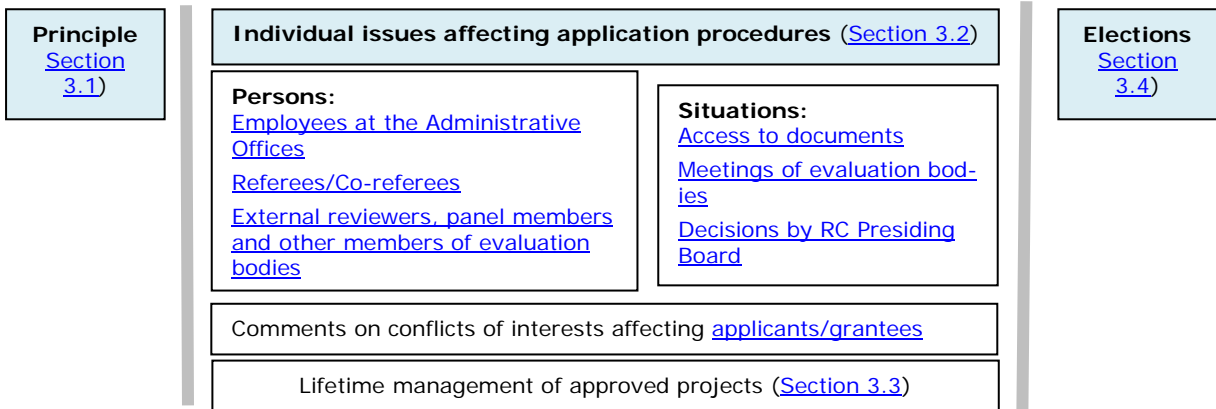 Principle
Section
3.1)
Individual issues affecting application procedures (Section 3.2)
Persons:
Employees at the Administrative
Offices
Referees/Co-referees
External reviewers, panel members
and other members of evaluation
bodies
Situations:
Access to documents
Meetings of evaluation bod-
ies
Decisions by RC Presiding
Board
Comments on conflicts of interests affecting applicants/grantees
Lifetime management of approved projects (Section 3.3)
Elections
Section
3.4)